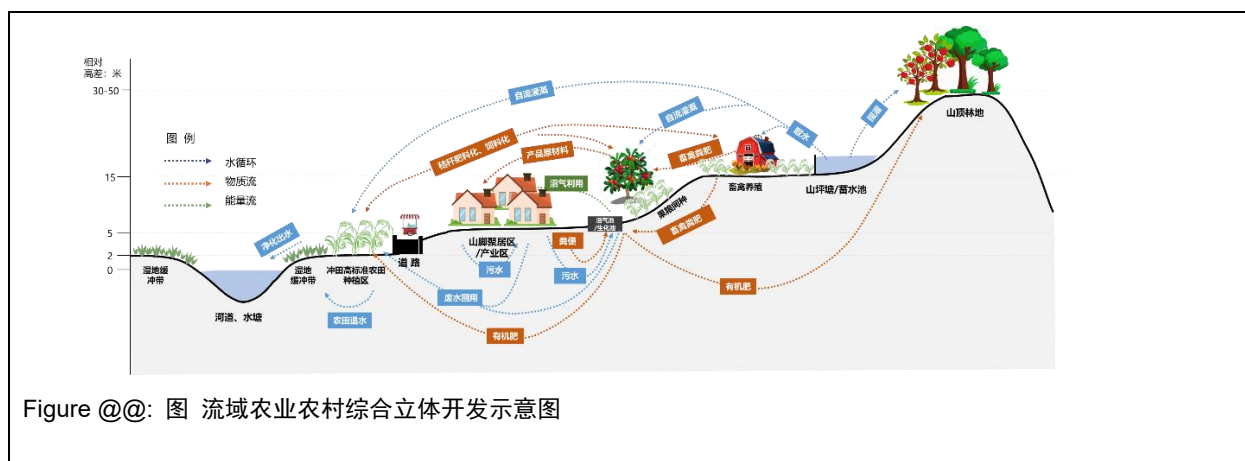 相对
高差：米
30-50
15
5
2
0
图 例
水循环
物质流
能量流
自流灌溉
自流灌溉
取水
提灌
山顶林地
秸秆肥料化、饲料化
产品原材料
畜禽粪肥
沼气利用
畜禽养殖
山坪塘/蓄水池
果粮间种
沼气池
/生化池
畜禽粪肥
净化出水
道 路
山脚聚居区
/产业区
粪便
污水
污水
湿地缓
冲带
湿地
缓冲带
冲田高标准农田
种植区
河道、水塘
农田退水
废水回用
有机肥
有机肥
Figure @@: 图 流域农业农村综合立体开发示意图